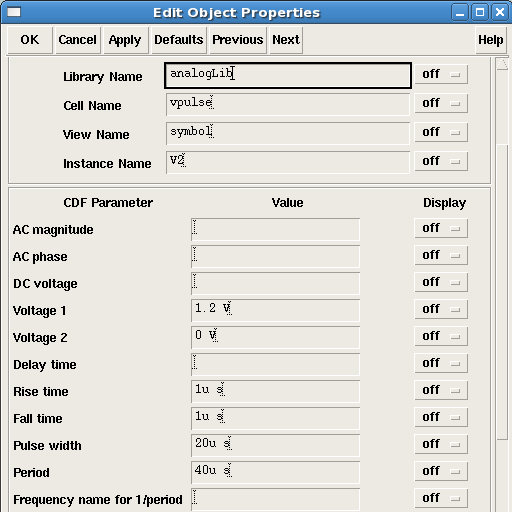 Edit Object Properties
OK Cancel Apply Defaults Previous Next Help
Library Name analogLib off
Cell Name vpulse off
View Name symbol off
Instance Name V2 off
CDF Parameter Value Display
AC magnitude off
AC phase off
DC voltage off
Voltage 1 1.2 V off
Voltage 2 0 V off
Delay time off
Rise time 1u s off
Fall time 1u s off
Pulse width 20u s off
Period 40u s off
Frequency name for 1/period off